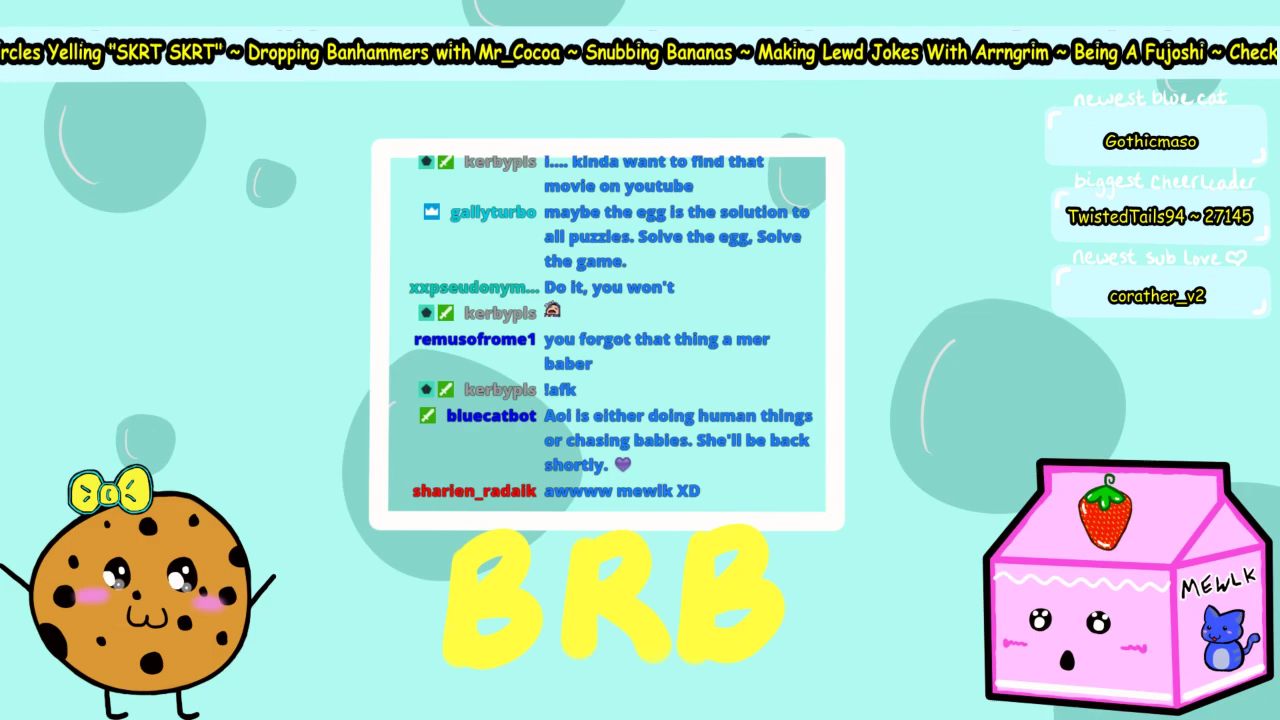 ircles Yelling "SKRT SKRT" ~ Dropping Banhammers with Mr_Cocoa ~ Snubbing Bananas ~ Making Lewd Jokes With Arrngrim ~ Being A Fujoshi ~ Check
newest blue cat
Gothicmaso
biggest cheerleader
TwistedTails94 ~ 27145
newest sub love
corather_v2
kerbypls i.... kinda want to find that
movie on youtube
gallyturbo maybe the egg is the solution to
all puzzles. Solve the egg, Solve
the game.
xxpseudonym... Do it, you won't
kerbypls
remusofrome1 you forgot that thing a mer
baber
kerbypls !afk
bluecatbot Aoi is either doing human things
or chasing babies. She'll be back
shortly.
sharien_radaik awwww mewlk XD
BRB
MEWLK